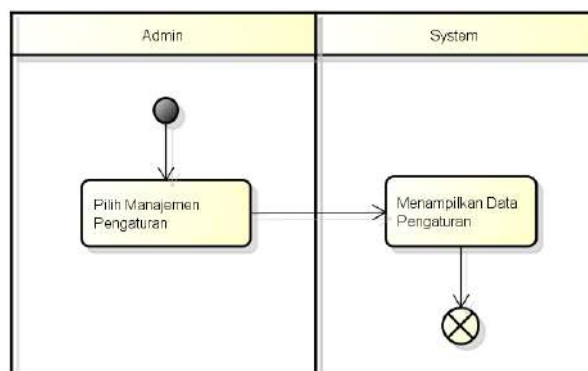 Admin
System
Pilih Manajemen
Pengaturan
Menampilkan Data
Pengaturan